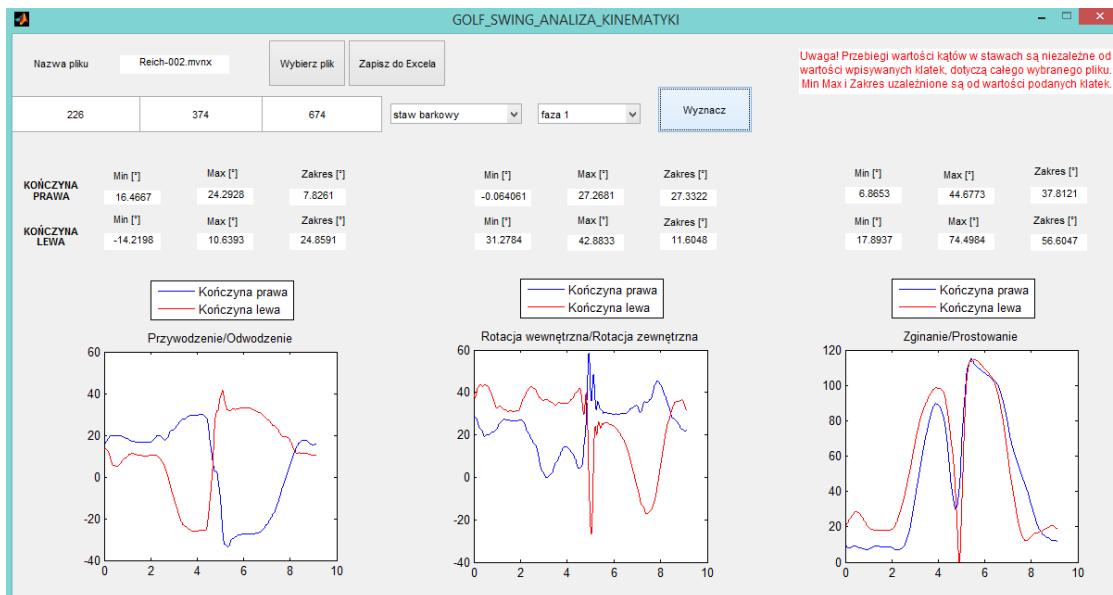 GOLF_SWING_ANALIZA_KINEMATYKI
Nazwa pliku
Reich-002.mvnx
Wybierz plik
Zapisz do Excela
Uwaga! Przebiegi wartości kątów w stawach są niezależne od
wartości wpisywanych klatek, dotyczą całego wybranego pliku.
Min Max i Zakres uzależnione są od wartości podanych klatek.
226
374
674
staw barkowy
faza 1
Wyznacz
KOŃCZYNA
PRAWA
Min [°]
Max [°]
Zakres [°]
16.4667
24.2928
7.8261
Min [°]
Max [°]
Zakres [°]
-0.064061
27.2681
27.3322
Min [°]
Max [°]
Zakres [°]
6.8653
44.6773
37.8121
KOŃCZYNA
LEWA
Min [°]
Max [°]
Zakres [°]
-14.2198
10.6393
24.8591
Min [°]
Max [°]
Zakres [°]
31.2784
42.8833
11.6048
Min [°]
Max [°]
Zakres [°]
17.8937
74.4984
56.6047
Kończyna prawa
Kończyna lewa
Przywodzenie/Odwodzenie
60
40
20
0
-20
-40
0 2 4 6 8 10
Kończyna prawa
Kończyna lewa
Rotacja wewnętrzna/Rotacja zewnętrzna
60
40
20
0
-20
-40
0 2 4 6 8 10
Kończyna prawa
Kończyna lewa
Zginanie/Prostowanie
120
100
80
60
40
20
0
0 2 4 6 8 10